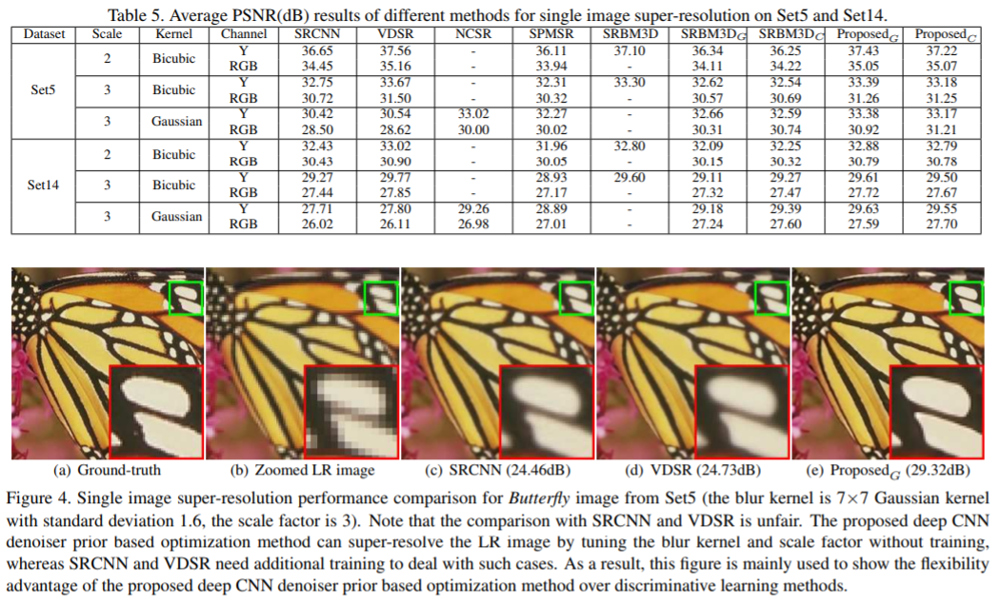 Table 5. Average PSNR(dB) results of different methods for single image super-resolution on Set5 and Set14.
Dataset Scale Kernel Channel SRCNN VDSR NCSR SPMSR SRBM3D SRBM3D_G SRBM3D_C Proposed_G Proposed_C
Set5 2 Bicubic Y 36.65 37.56 - 36.11 37.10 36.34 36.25 37.43 37.22
RGB 34.45 35.16 - 33.94 - 34.11 34.22 35.05 35.07
3 Bicubic Y 32.75 33.67 - 32.31 33.30 32.62 32.54 33.39 33.18
RGB 30.72 31.50 - 30.32 - 30.57 30.69 31.26 31.25
3 Gaussian Y 30.42 30.54 33.02 32.27 - 32.66 32.59 33.38 33.17
RGB 28.50 28.62 30.00 30.02 - 30.31 30.74 30.92 31.21
Set14 2 Bicubic Y 32.43 33.02 - 31.96 32.80 32.09 32.25 32.88 32.79
RGB 30.43 30.90 - 30.05 - 30.15 30.32 30.79 30.78
3 Bicubic Y 29.27 29.77 - 28.93 29.60 29.11 29.27 29.61 29.50
RGB 27.44 27.85 - 27.17 - 27.32 27.47 27.72 27.67
3 Gaussian Y 27.71 27.80 29.26 28.89 - 29.18 29.39 29.63 29.55
RGB 26.02 26.11 26.98 27.01 - 27.24 27.60 27.59 27.70
(a) Ground-truth (b) Zoomed LR image (c) SRCNN (24.46dB) (d) VDSR (24.73dB) (e) Proposed_G (29.32dB)
Figure 4. Single image super-resolution performance comparison for Butterfly image from Set5 (the blur kernel is 7×7 Gaussian kernel
with standard deviation 1.6, the scale factor is 3). Note that the comparison with SRCNN and VDSR is unfair. The proposed deep CNN
denoiser prior based optimization method can super-resolve the LR image by tuning the blur kernel and scale factor without training,
whereas SRCNN and VDSR need additional training to deal with such cases. As a result, this figure is mainly used to show the flexibility
advantage of the proposed deep CNN denoiser prior based optimization method over discriminative learning methods.